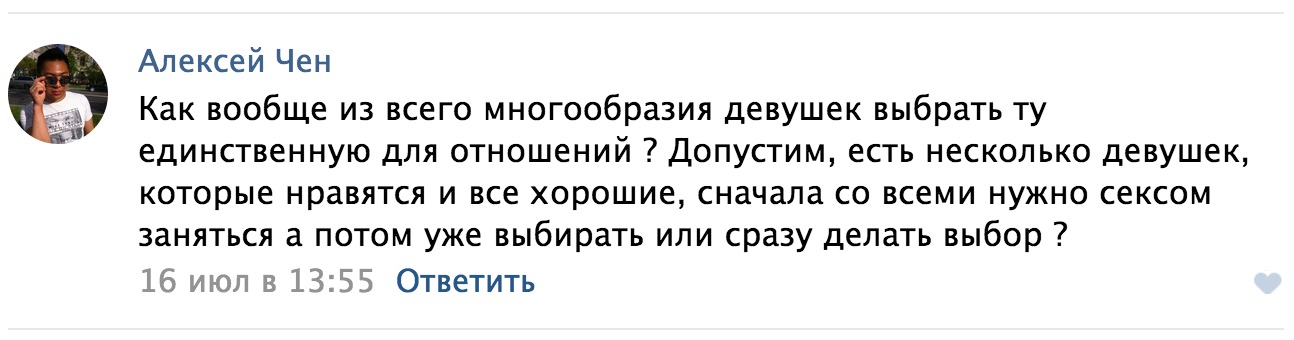 Алексей Чен
Как вообще из всего многообразия девушек выбрать ту
единственную для отношений ? Допустим, есть несколько девушек,
которые нравятся и все хорошие, сначала со всеми нужно сексом
заняться а потом уже выбирать или сразу делать выбор ?
16 июл в 13:55 Ответить